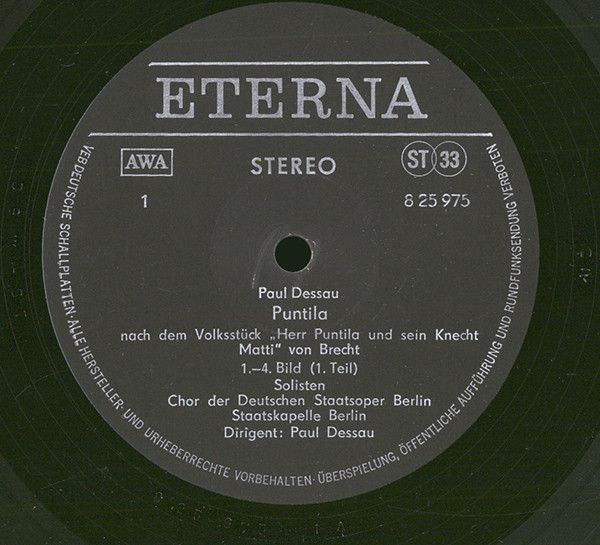 ETERNA
AWA
STEREO
ST 33
1
8 25 975
Paul Dessau
Puntila
nach dem Volksstück „Herr Puntila und sein Knecht
Matti“ von Brecht
1.–4. Bild (1. Teil)
Solisten
Chor der Deutschen Staatsoper Berlin
Staatskapelle Berlin
Dirigent: Paul Dessau
VEB DEUTSCHE SCHALLPLATTEN · ALLE HERSTELLER- UND URHEBERRECHTE VORBEHALTEN · ÜBERSPIELUNG, ÖFFENTLICHE AUFFÜHRUNG UND RUNDFUNKSENDUNG VERBOTEN